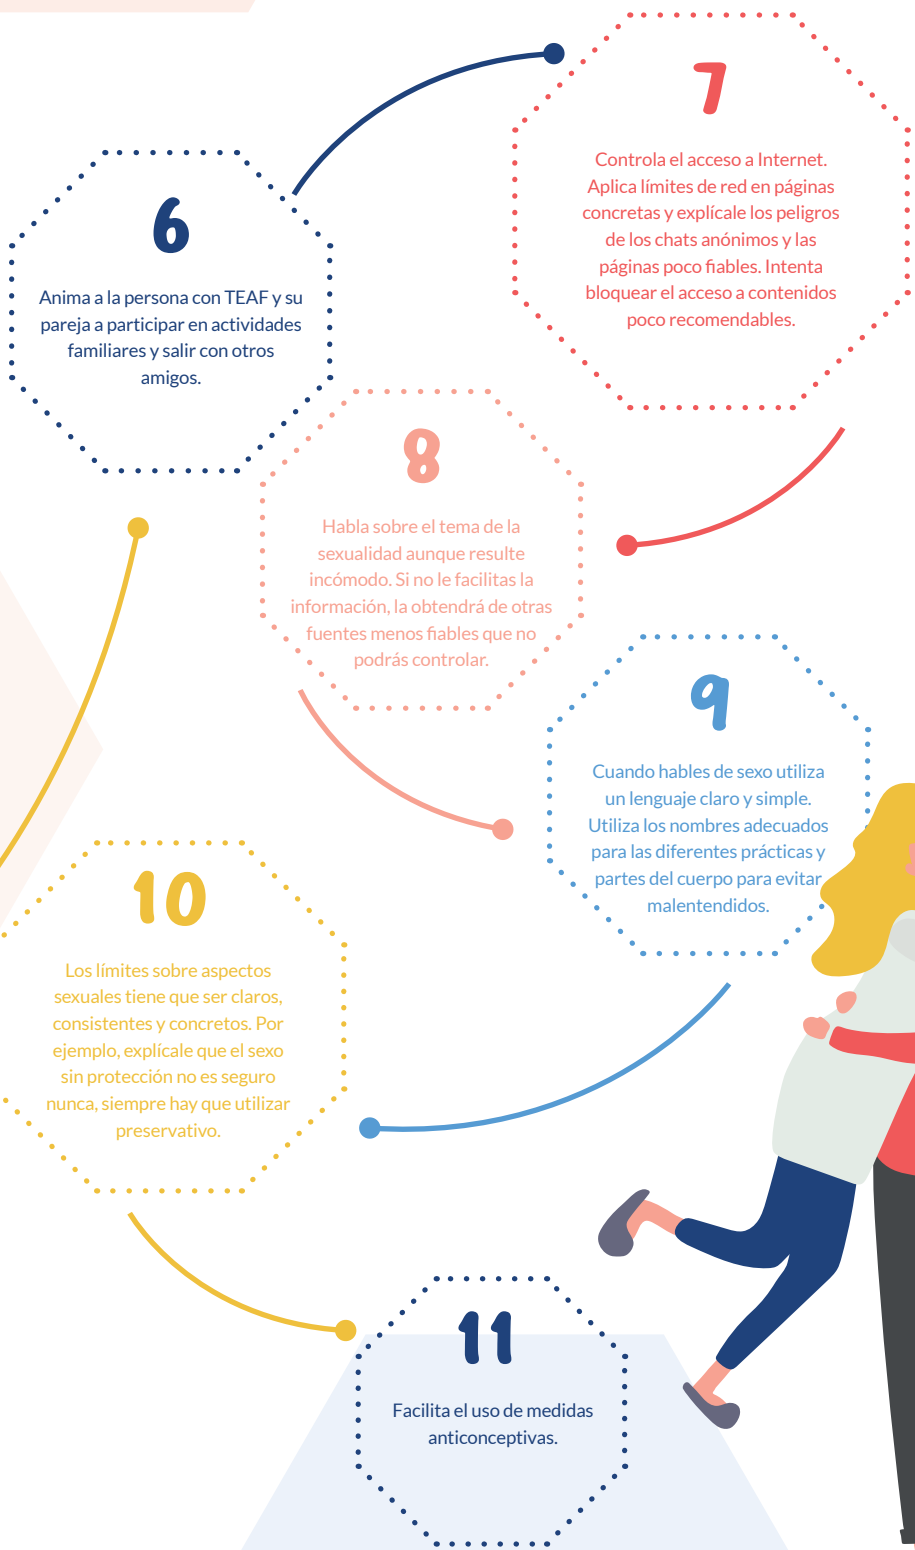 6
Anima a la persona con TEAF y su
pareja a participar en actividades
familiares y salir con otros
amigos.
7
Controla el acceso a Internet.
Aplica límites de red en páginas
concretas y explícale los peligros
de los chats anónimos y las
páginas poco fiables. Intenta
bloquear el acceso a contenidos
poco recomendables.
8
Habla sobre el tema de la
sexualidad aunque resulte
incómodo. Si no le facilitas la
información, la obtendrá de otras
fuentes menos fiables que no
podrás controlar.
9
Cuando hables de sexo utiliza
un lenguaje claro y simple.
Utiliza los nombres adecuados
para las diferentes prácticas y
partes del cuerpo para evitar
malentendidos.
10
Los límites sobre aspectos
sexuales tiene que ser claros,
consistentes y concretos. Por
ejemplo, explícale que el sexo
sin protección no es seguro
nunca, siempre hay que utilizar
preservativo.
11
Facilita el uso de medidas
anticonceptivas.